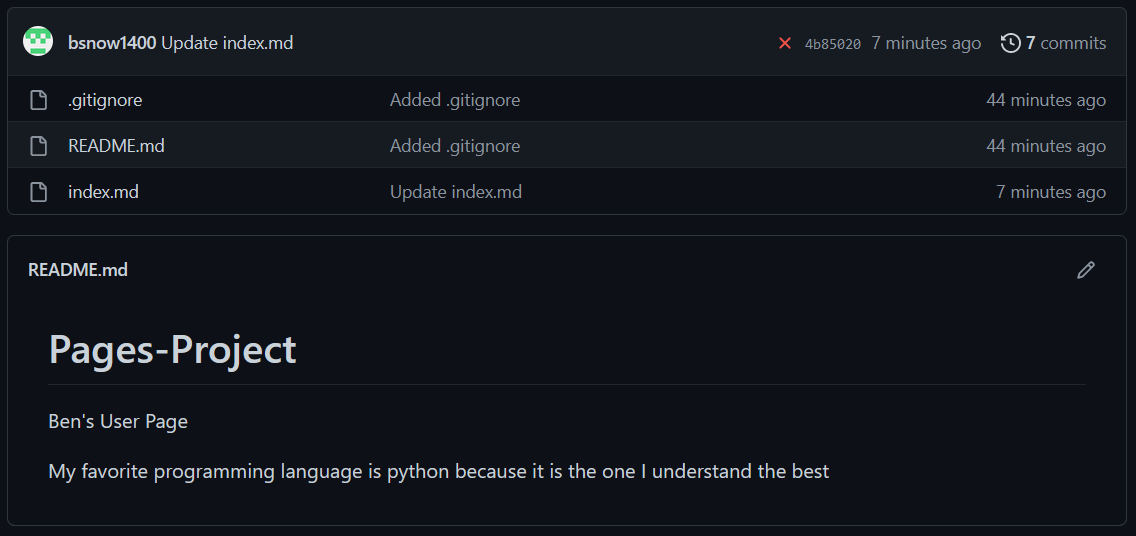 bsnow1400 Update index.md 4b85020 7 minutes ago 7 commits
.gitignore Added .gitignore 44 minutes ago
README.md Added .gitignore 44 minutes ago
index.md Update index.md 7 minutes ago
README.md
Pages-Project
Ben's User Page
My favorite programming language is python because it is the one I understand the best